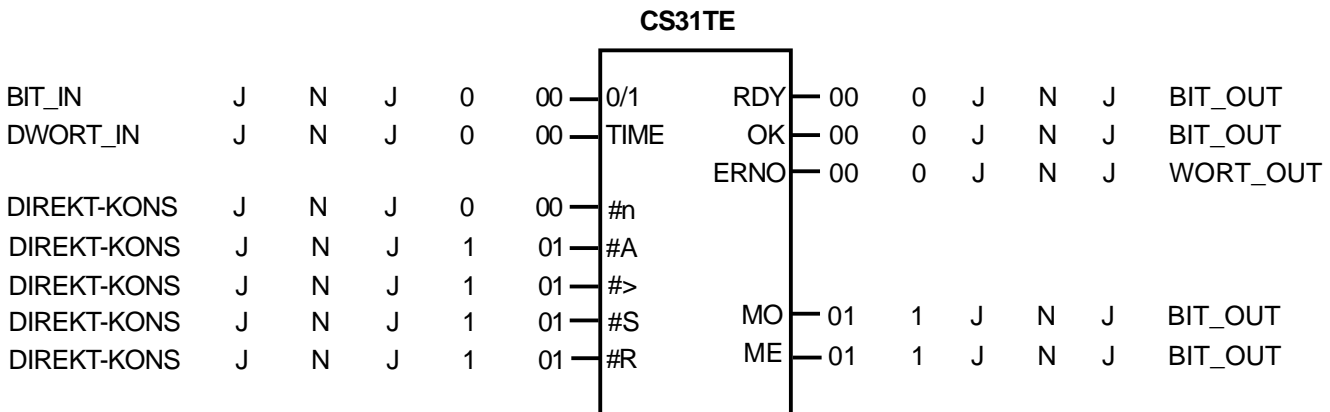 CS31TE
BIT_IN J N J 0 00 0/1 RDY 00 0 J N J BIT_OUT
DWORT_IN J N J 0 00 TIME OK 00 0 J N J BIT_OUT
ERNO 00 0 J N J WORT_OUT
DIREKT-KONS J N J 0 00 #n
DIREKT-KONS J N J 1 01 #A
DIREKT-KONS J N J 1 01 #>
DIREKT-KONS J N J 1 01 #S MO 01 1 J N J BIT_OUT
DIREKT-KONS J N J 1 01 #R ME 01 1 J N J BIT_OUT